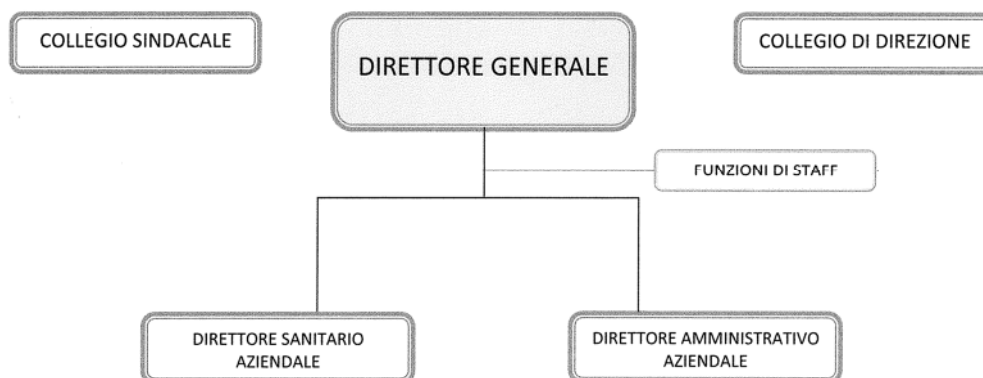 COLLEGIO SINDACALE
DIRETTORE GENERALE
COLLEGIO DI DIREZIONE
FUNZIONI DI STAFF
DIRETTORE SANITARIO
AZIENDALE
DIRETTORE AMMINISTRATIVO
AZIENDALE